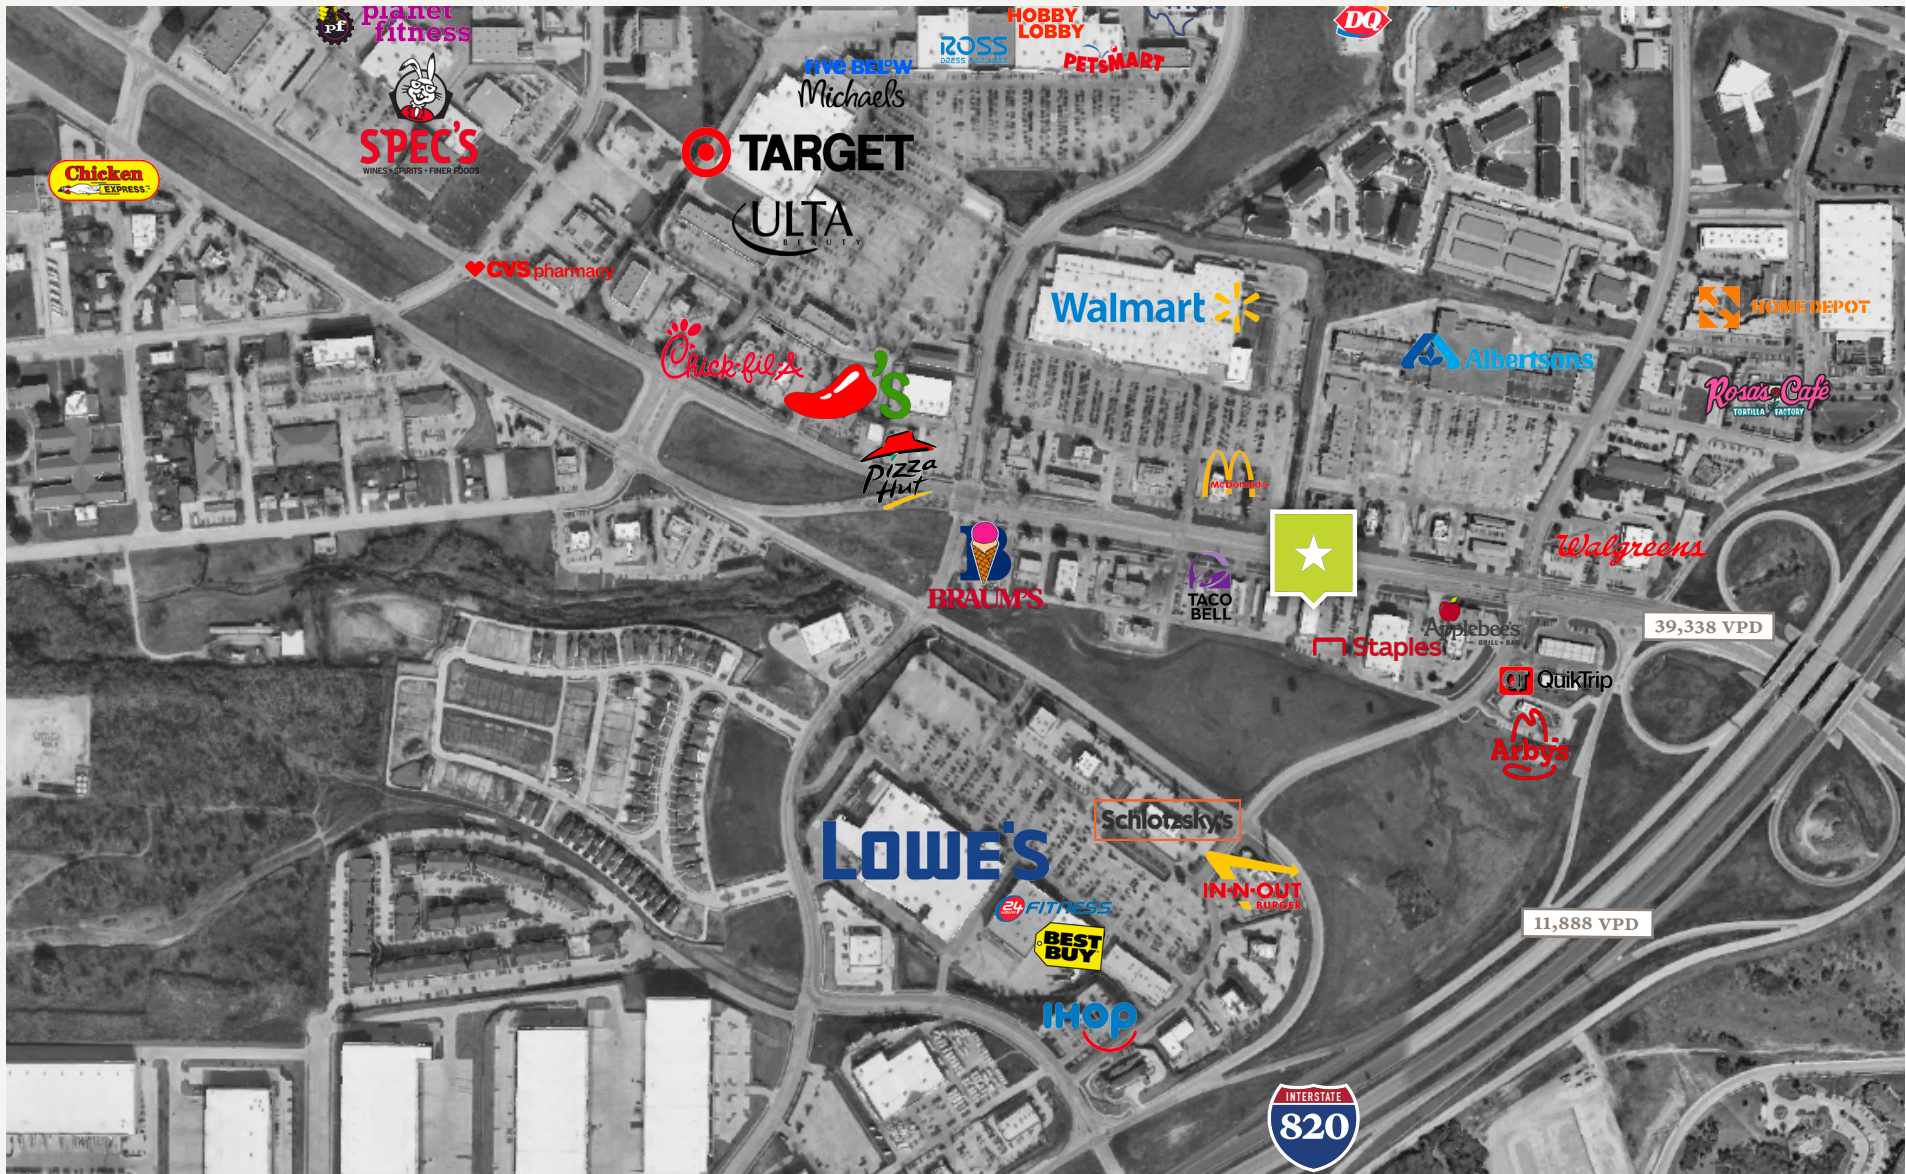 planet
fitness
pf
HOBBY
LOBBY
ROSS
DRESS FOR LESS
PETSMART
DQ
five BELOW
Michaels
SPEC'S
WINES • SPIRITS • FINER FOODS
TARGET
Chicken
EXPRESS
ULTA
BEAUTY
CVS pharmacy
Walmart
HOME DEPOT
Chick-fil-A
Albertsons
'S
Rosa's Café
TORTILLA FACTORY
Pizza
Hut
McDonald's
B
BRAUM'S
Walgreens
TACO
BELL
Applebee's
GRILL + BAR
39,338 VPD
Staples
QT QuikTrip
Arby's
Schlotzsky's
LOWE'S
IN-N-OUT
BURGER
24
HOUR
FITNESS
BEST
BUY
11,888 VPD
IHOP
INTERSTATE
820